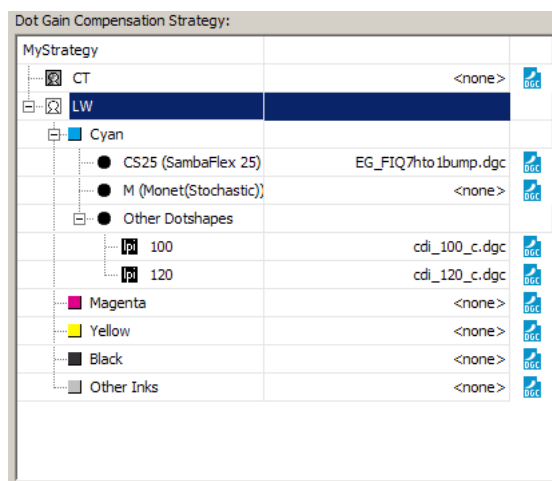 Dot Gain Compensation Strategy:
MyStrategy
CT <none> DGC
LW
Cyan
CS25 (SambaFlex 25) EG_FIQ7hto1bump.dgc DGC
M (Monet(Stochastic)) <none> DGC
Other Dotshapes
lpi 100 cdi_100_c.dgc DGC
lpi 120 cdi_120_c.dgc DGC
Magenta <none> DGC
Yellow <none> DGC
Black <none> DGC
Other Inks <none> DGC